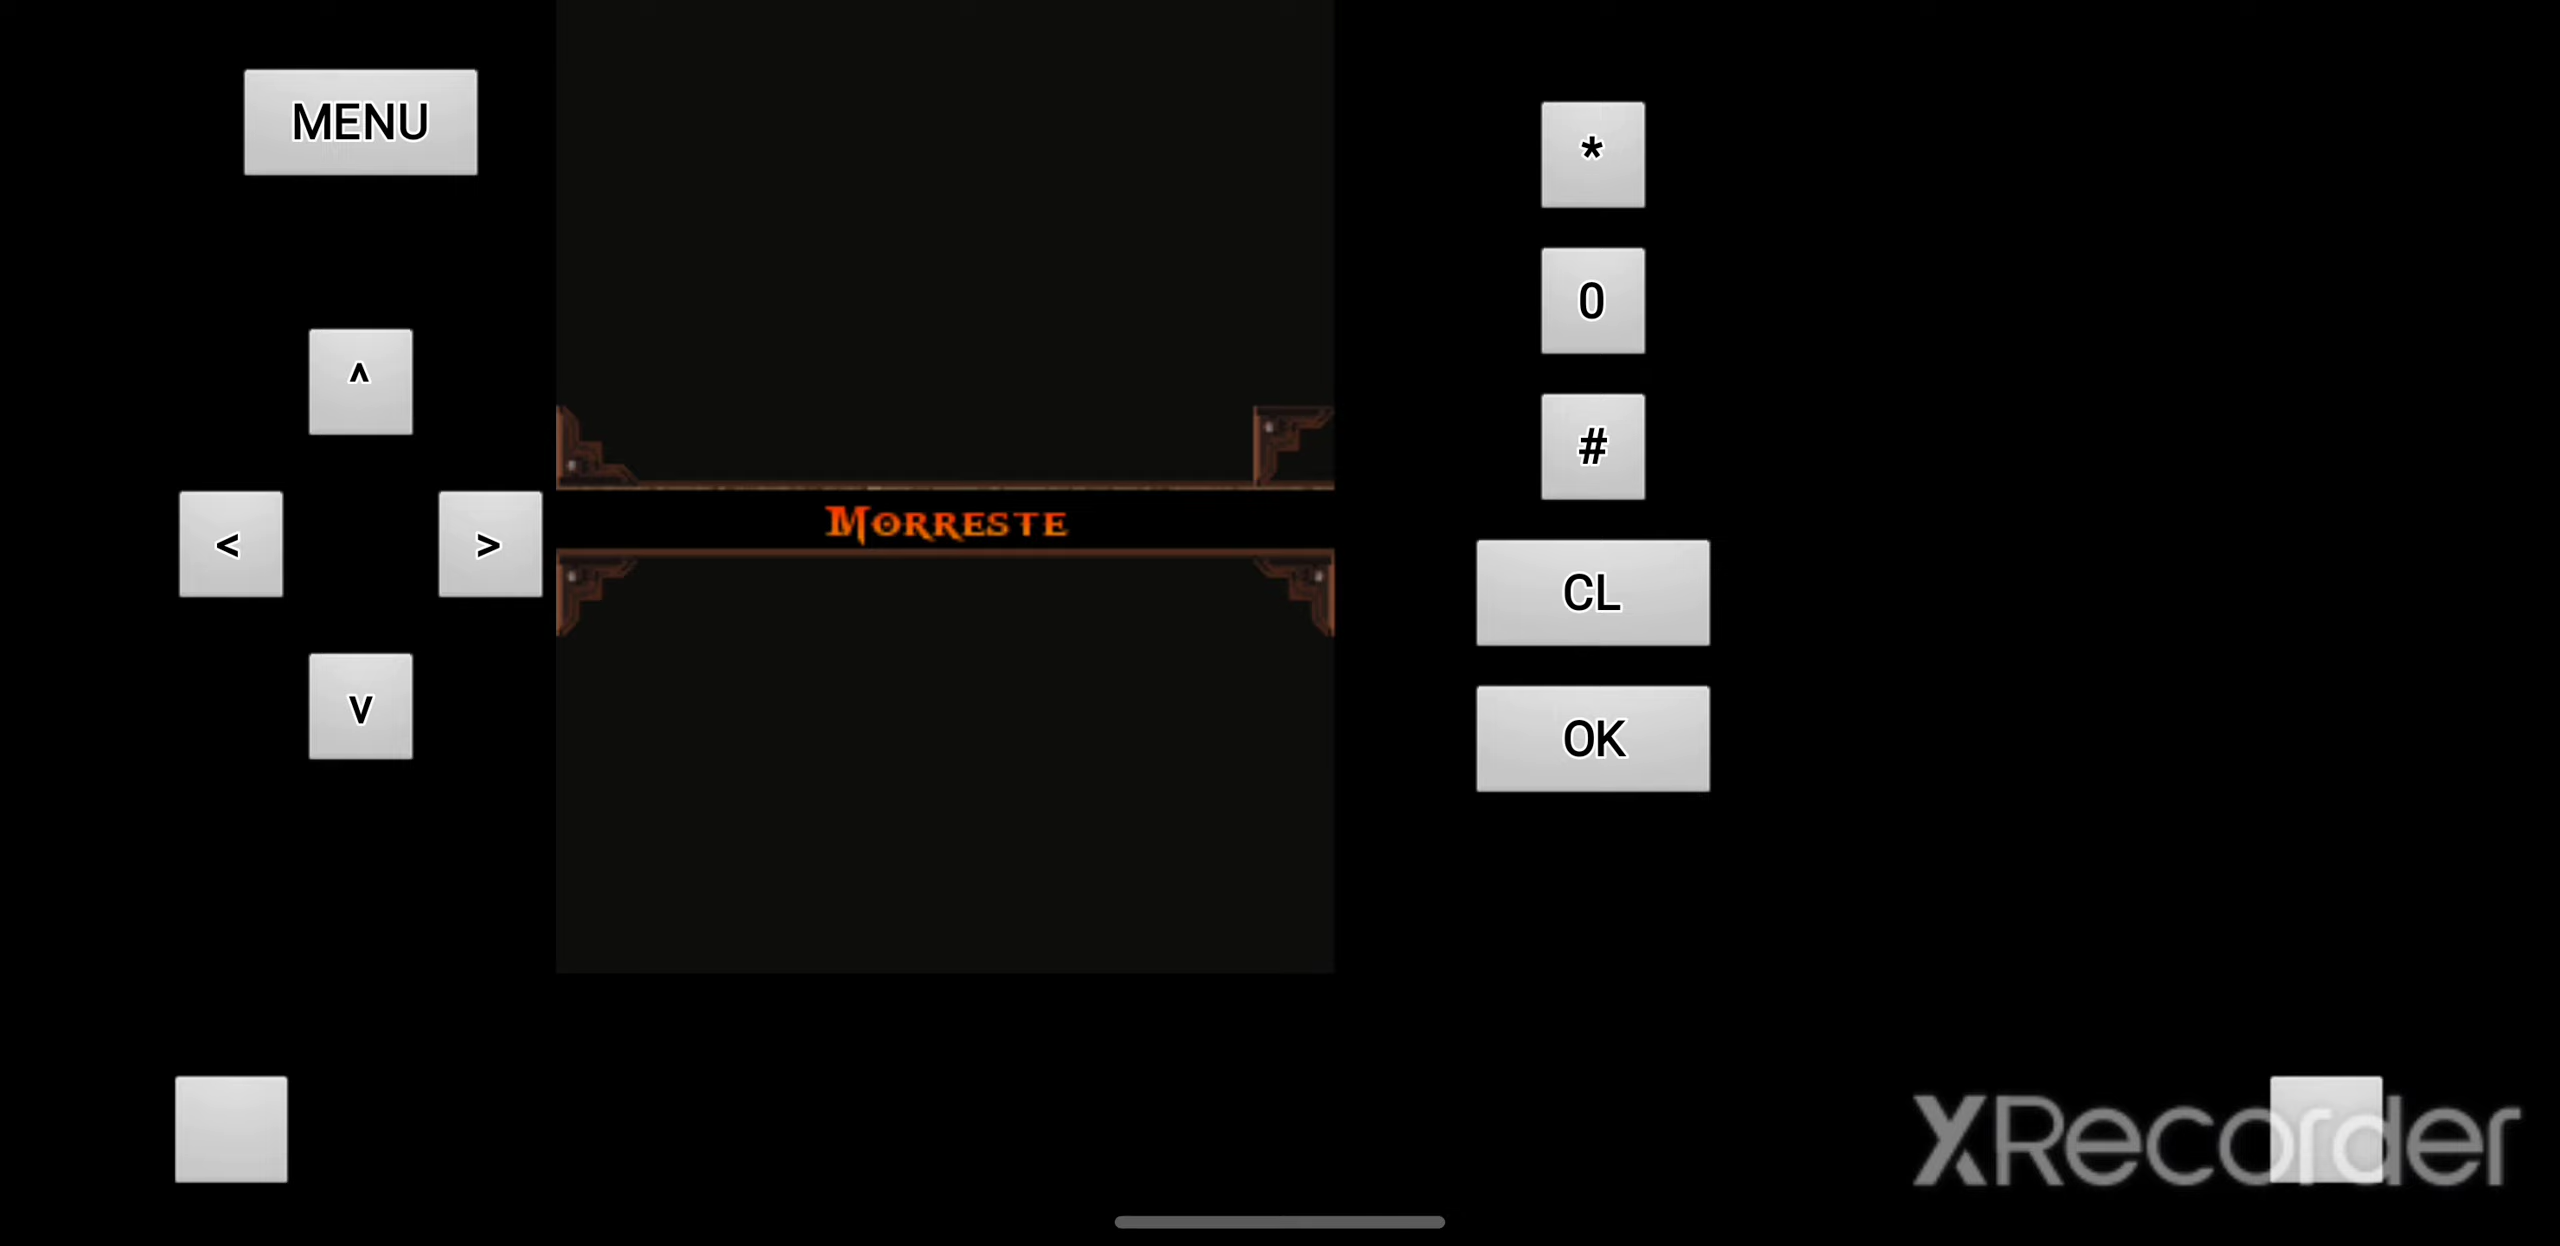 MENU
*
^
0
#
< >
MORRESTE
CL
v
OK
XRecorder